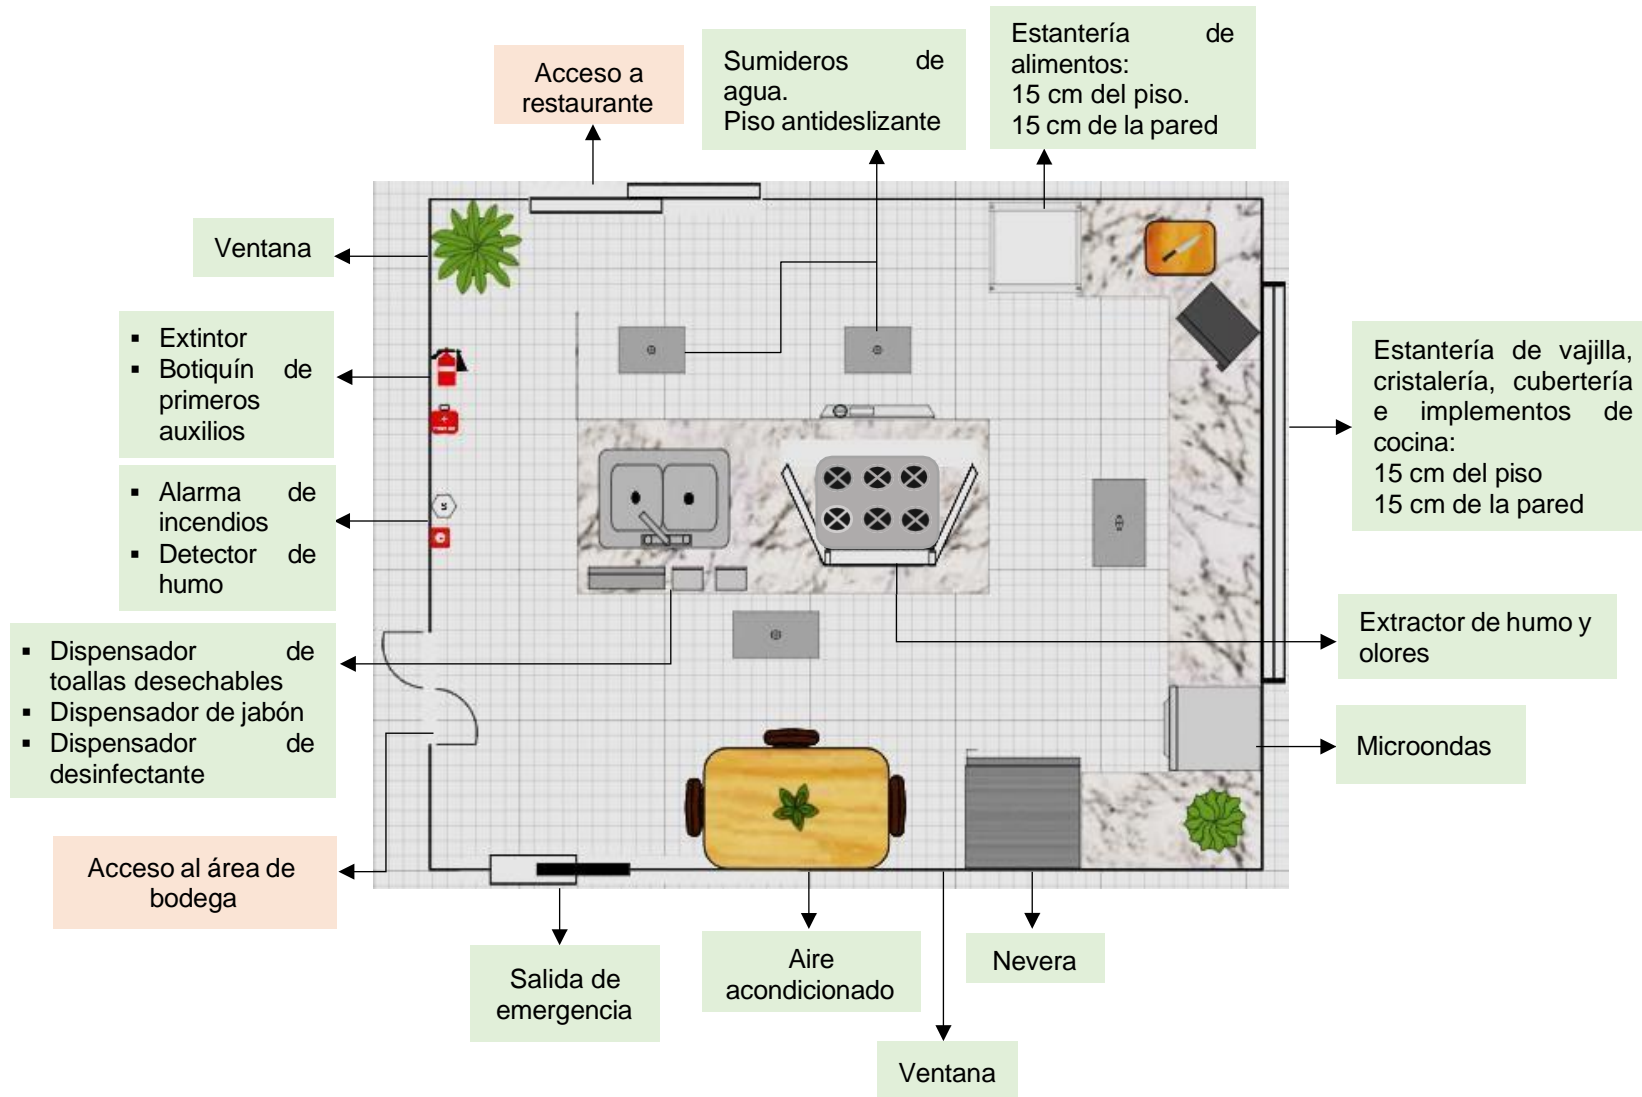 Acceso a
restaurante
Sumideros de
agua.
Piso antideslizante
Estantería de
alimentos:
15 cm del piso.
15 cm de la pared
Ventana
▪ Extintor
▪ Botiquín de
primeros
auxilios
▪ Alarma de
incendios
▪ Detector de
humo
▪ Dispensador de
toallas desechables
▪ Dispensador de jabón
▪ Dispensador de
desinfectante
Acceso al área de
bodega
Estantería de vajilla,
cristalería, cubertería
e implementos de
cocina:
15 cm del piso
15 cm de la pared
Extractor de humo y
olores
Microondas
Salida de
emergencia
Aire
acondicionado
Nevera
Ventana